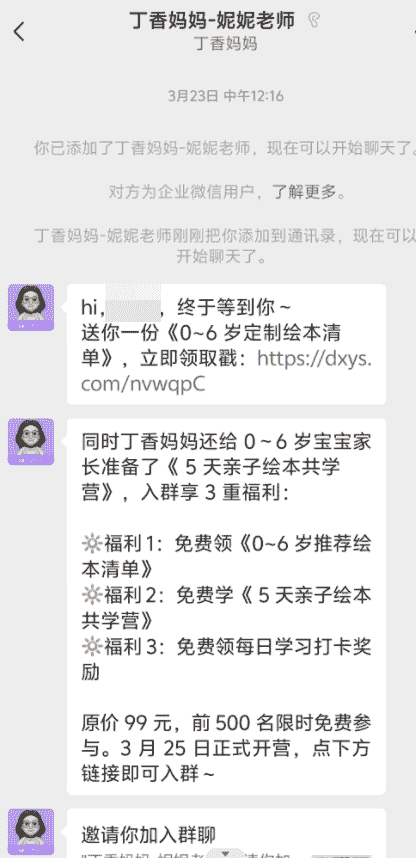 丁香妈妈-妮妮老师
丁香妈妈
3月23日 中午12:16
你已添加了丁香妈妈-妮妮老师，现在可以开始聊天了。
对方为企业微信用户，了解更多。
丁香妈妈-妮妮老师刚刚把你添加到通讯录，现在可以
开始聊天了。
hi, ，终于等到你~
送你一份《0~6 岁定制绘本清
单》，立即领取戳：https://dxys.
com/nvwqpC
同时丁香妈妈还给 0~6 岁宝宝家
长准备了《 5 天亲子绘本共学
营》，入群享 3 重福利：
福利1：免费领《0~6 岁推荐绘
本清单》
福利2：免费学《 5 天亲子绘本
共学营》
福利3：免费领每日学习打卡奖
励
原价 99 元，前 500 名限时免费参
与。3 月 25 日正式开营，点下方
链接即可入群~
邀请你加入群聊